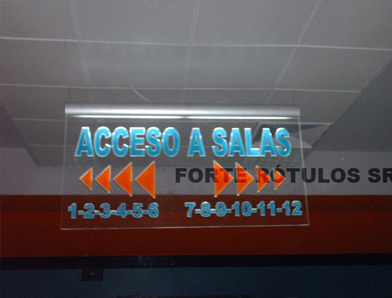 ACCESO A SALAS
FORTE RÓTULOS SR
1-2-3-4-5-6 7-8-9-10-11-12